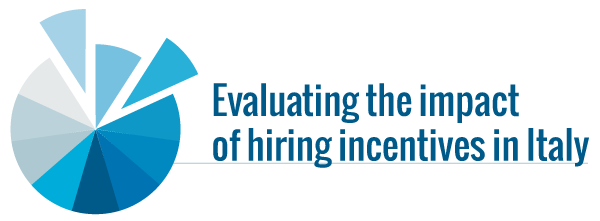 Evaluating the impact
of hiring incentives in Italy